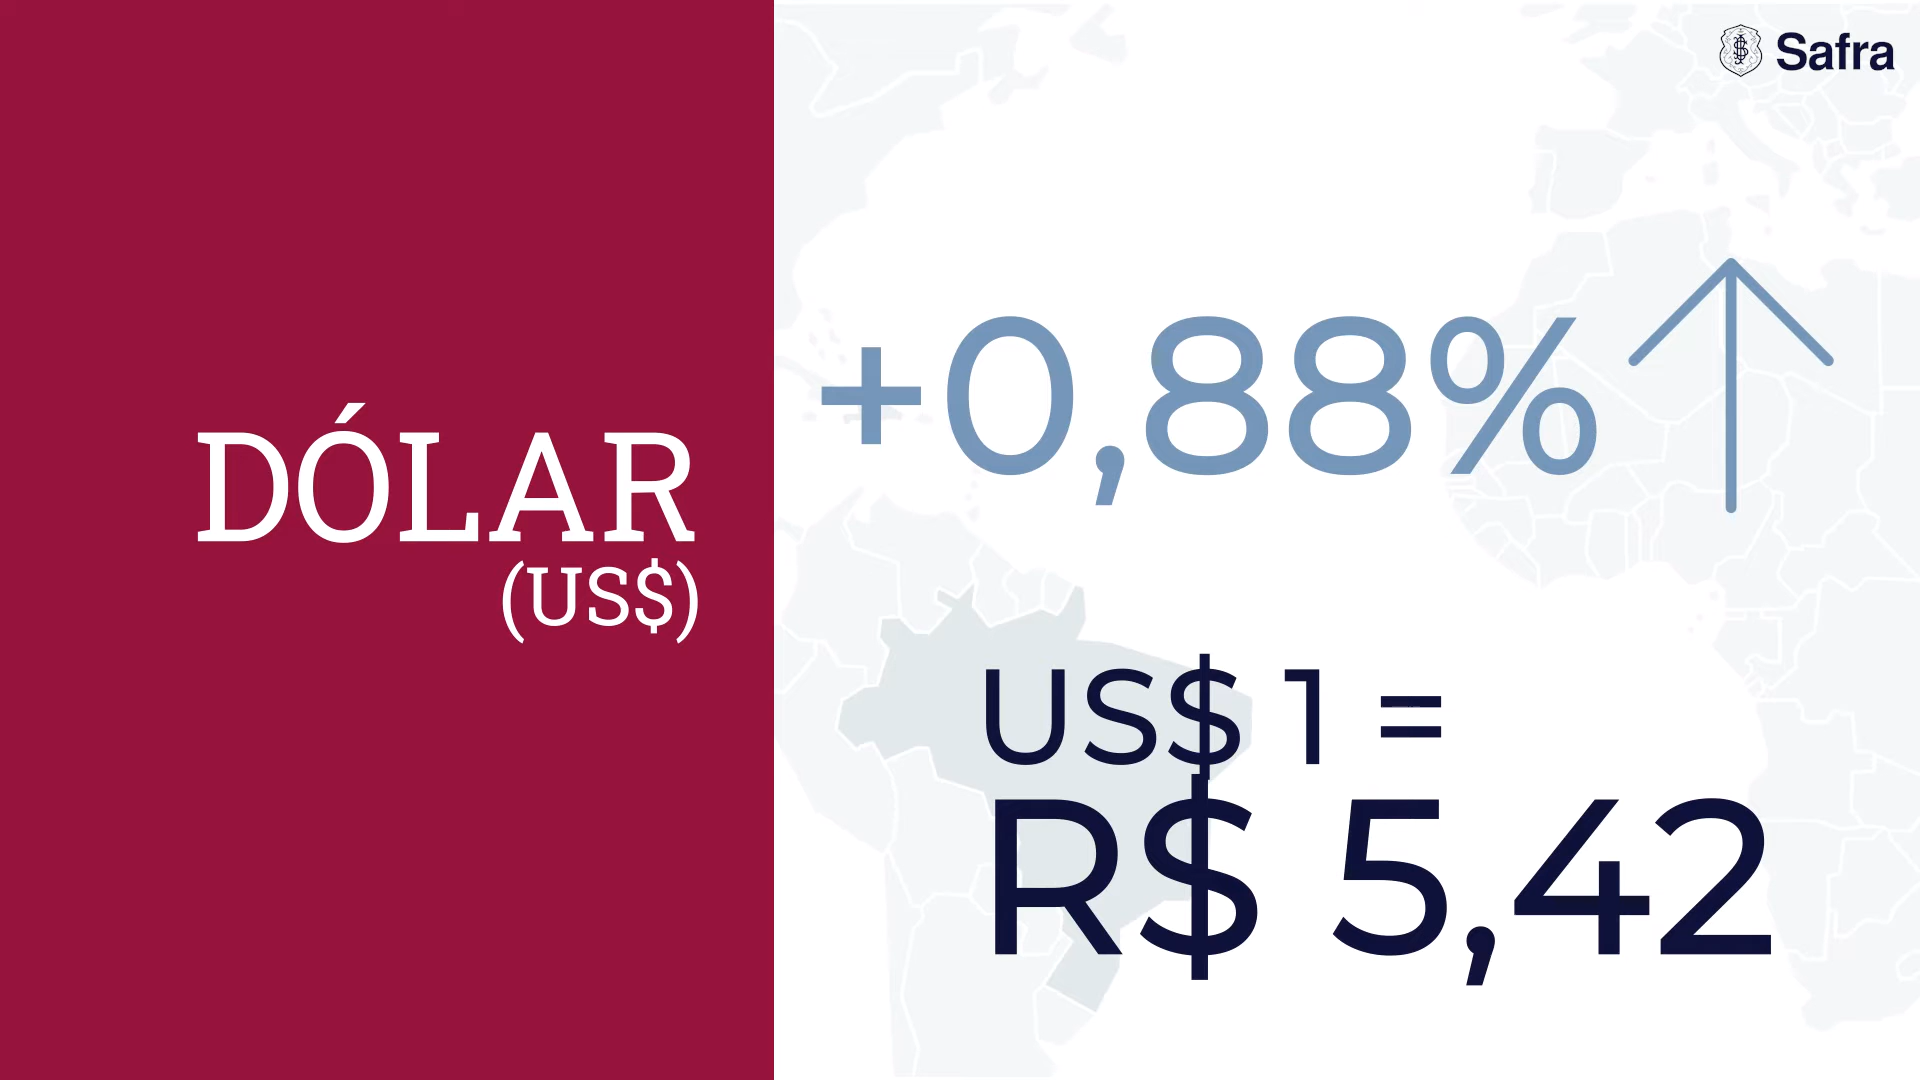 Safra
DÓLAR
(US$)
+0,88%
US$ 1 =
R$ 5,42